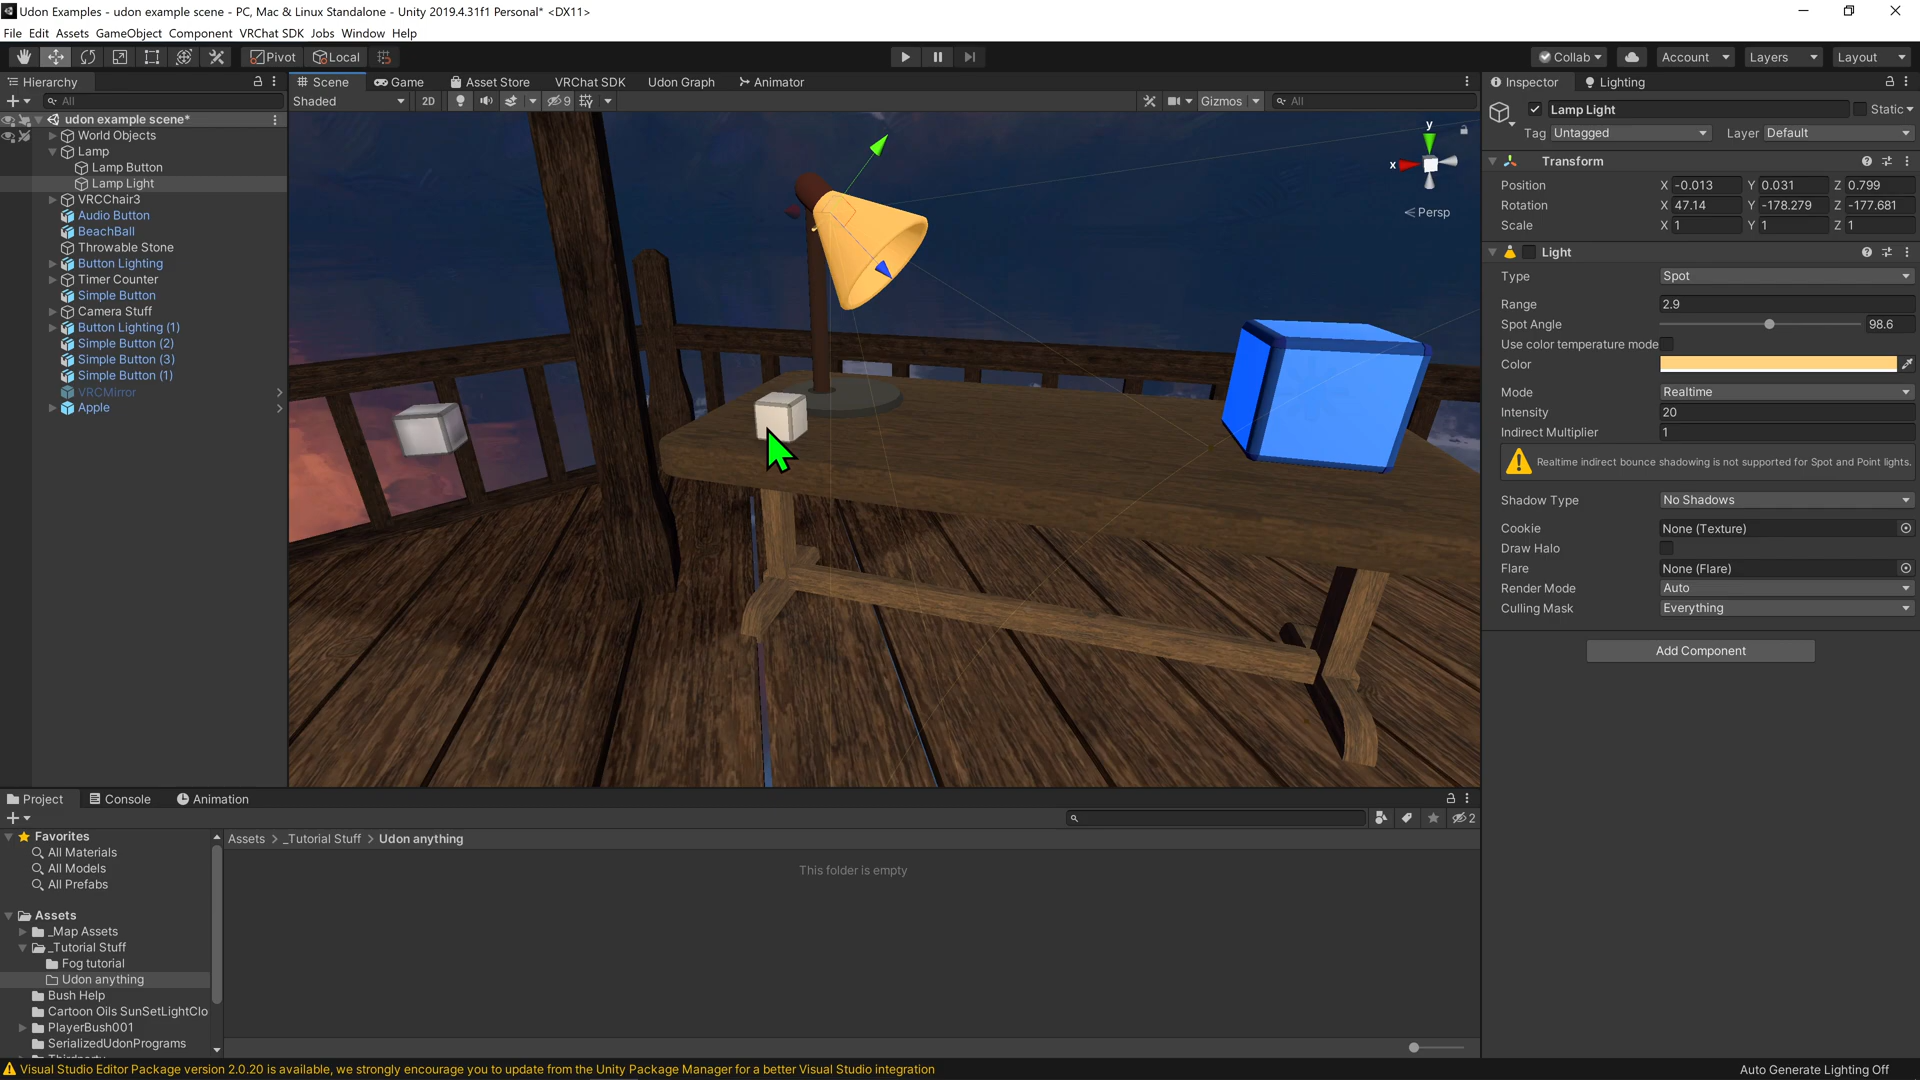 Udon Examples - udon example scene - PC, Mac & Linux Standalone - Unity 2019.4.31f1 Personal* <DX11>
File Edit Assets GameObject Component VRChat SDK Jobs Window Help
Pivot Local Collab Account Layers Layout
Hierarchy
All
udon example scene*
World Objects
Lamp
Lamp Button
Lamp Light
VRCChair3
Audio Button
BeachBall
Throwable Stone
Button Lighting
Timer Counter
Simple Button
Camera Stuff
Button Lighting (1)
Simple Button (2)
Simple Button (3)
Simple Button (1)
VRCMirror
Apple
Scene Game Asset Store VRChat SDK Udon Graph Animator
Shaded 2D 9 Gizmos All
y
x
Persp
Inspector Lighting
Lamp Light Static
Tag Untagged Layer Default
Transform
Position X -0.013 Y 0.031 Z 0.799
Rotation X 47.14 Y -178.279 Z -177.681
Scale X 1 Y 1 Z 1
Light
Type Spot
Range 2.9
Spot Angle 98.6
Use color temperature mode
Color
Mode Realtime
Intensity 20
Indirect Multiplier 1
Realtime indirect bounce shadowing is not supported for Spot and Point lights.
Shadow Type No Shadows
Cookie None (Texture)
Draw Halo
Flare None (Flare)
Render Mode Auto
Culling Mask Everything
Add Component
Project Console Animation
2
Favorites
All Materials
All Models
All Prefabs
Assets
_Map Assets
_Tutorial Stuff
Fog tutorial
Udon anything
Bush Help
Cartoon Oils SunSetLightClo
PlayerBush001
SerializedUdonPrograms
Assets > _Tutorial Stuff > Udon anything
This folder is empty
Visual Studio Editor Package version 2.0.20 is available, we strongly encourage you to update from the Unity Package Manager for a better Visual Studio integration
Auto Generate Lighting Off